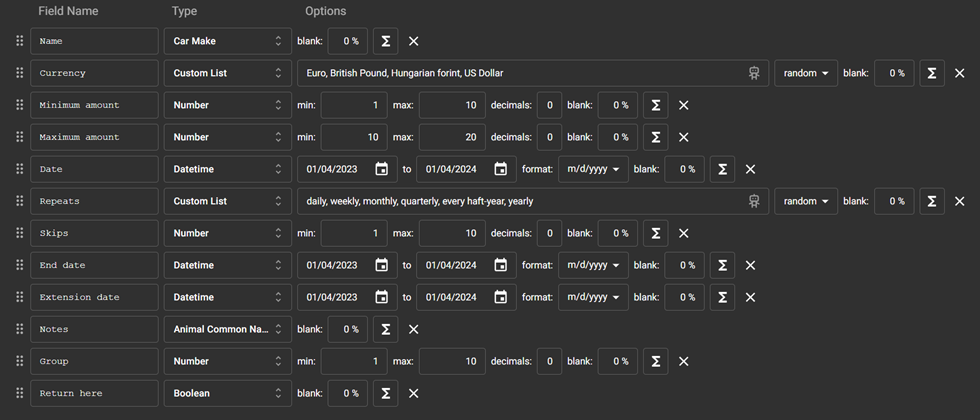 Field Name Type Options
Name Car Make blank: 0 % Σ
Currency Custom List Euro, British Pound, Hungarian forint, US Dollar random blank: 0 % Σ
Minimum amount Number min: 1 max: 10 decimals: 0 blank: 0 % Σ
Maximum amount Number min: 10 max: 20 decimals: 0 blank: 0 % Σ
Date Datetime 01/04/2023 to 01/04/2024 format: m/d/yyyy blank: 0 % Σ
Repeats Custom List daily, weekly, monthly, quarterly, every haft-year, yearly random blank: 0 % Σ
Skips Number min: 1 max: 10 decimals: 0 blank: 0 % Σ
End date Datetime 01/04/2023 to 01/04/2024 format: m/d/yyyy blank: 0 % Σ
Extension date Datetime 01/04/2023 to 01/04/2024 format: m/d/yyyy blank: 0 % Σ
Notes Animal Common Na... blank: 0 % Σ
Group Number min: 1 max: 10 decimals: 0 blank: 0 % Σ
Return here Boolean blank: 0 % Σ